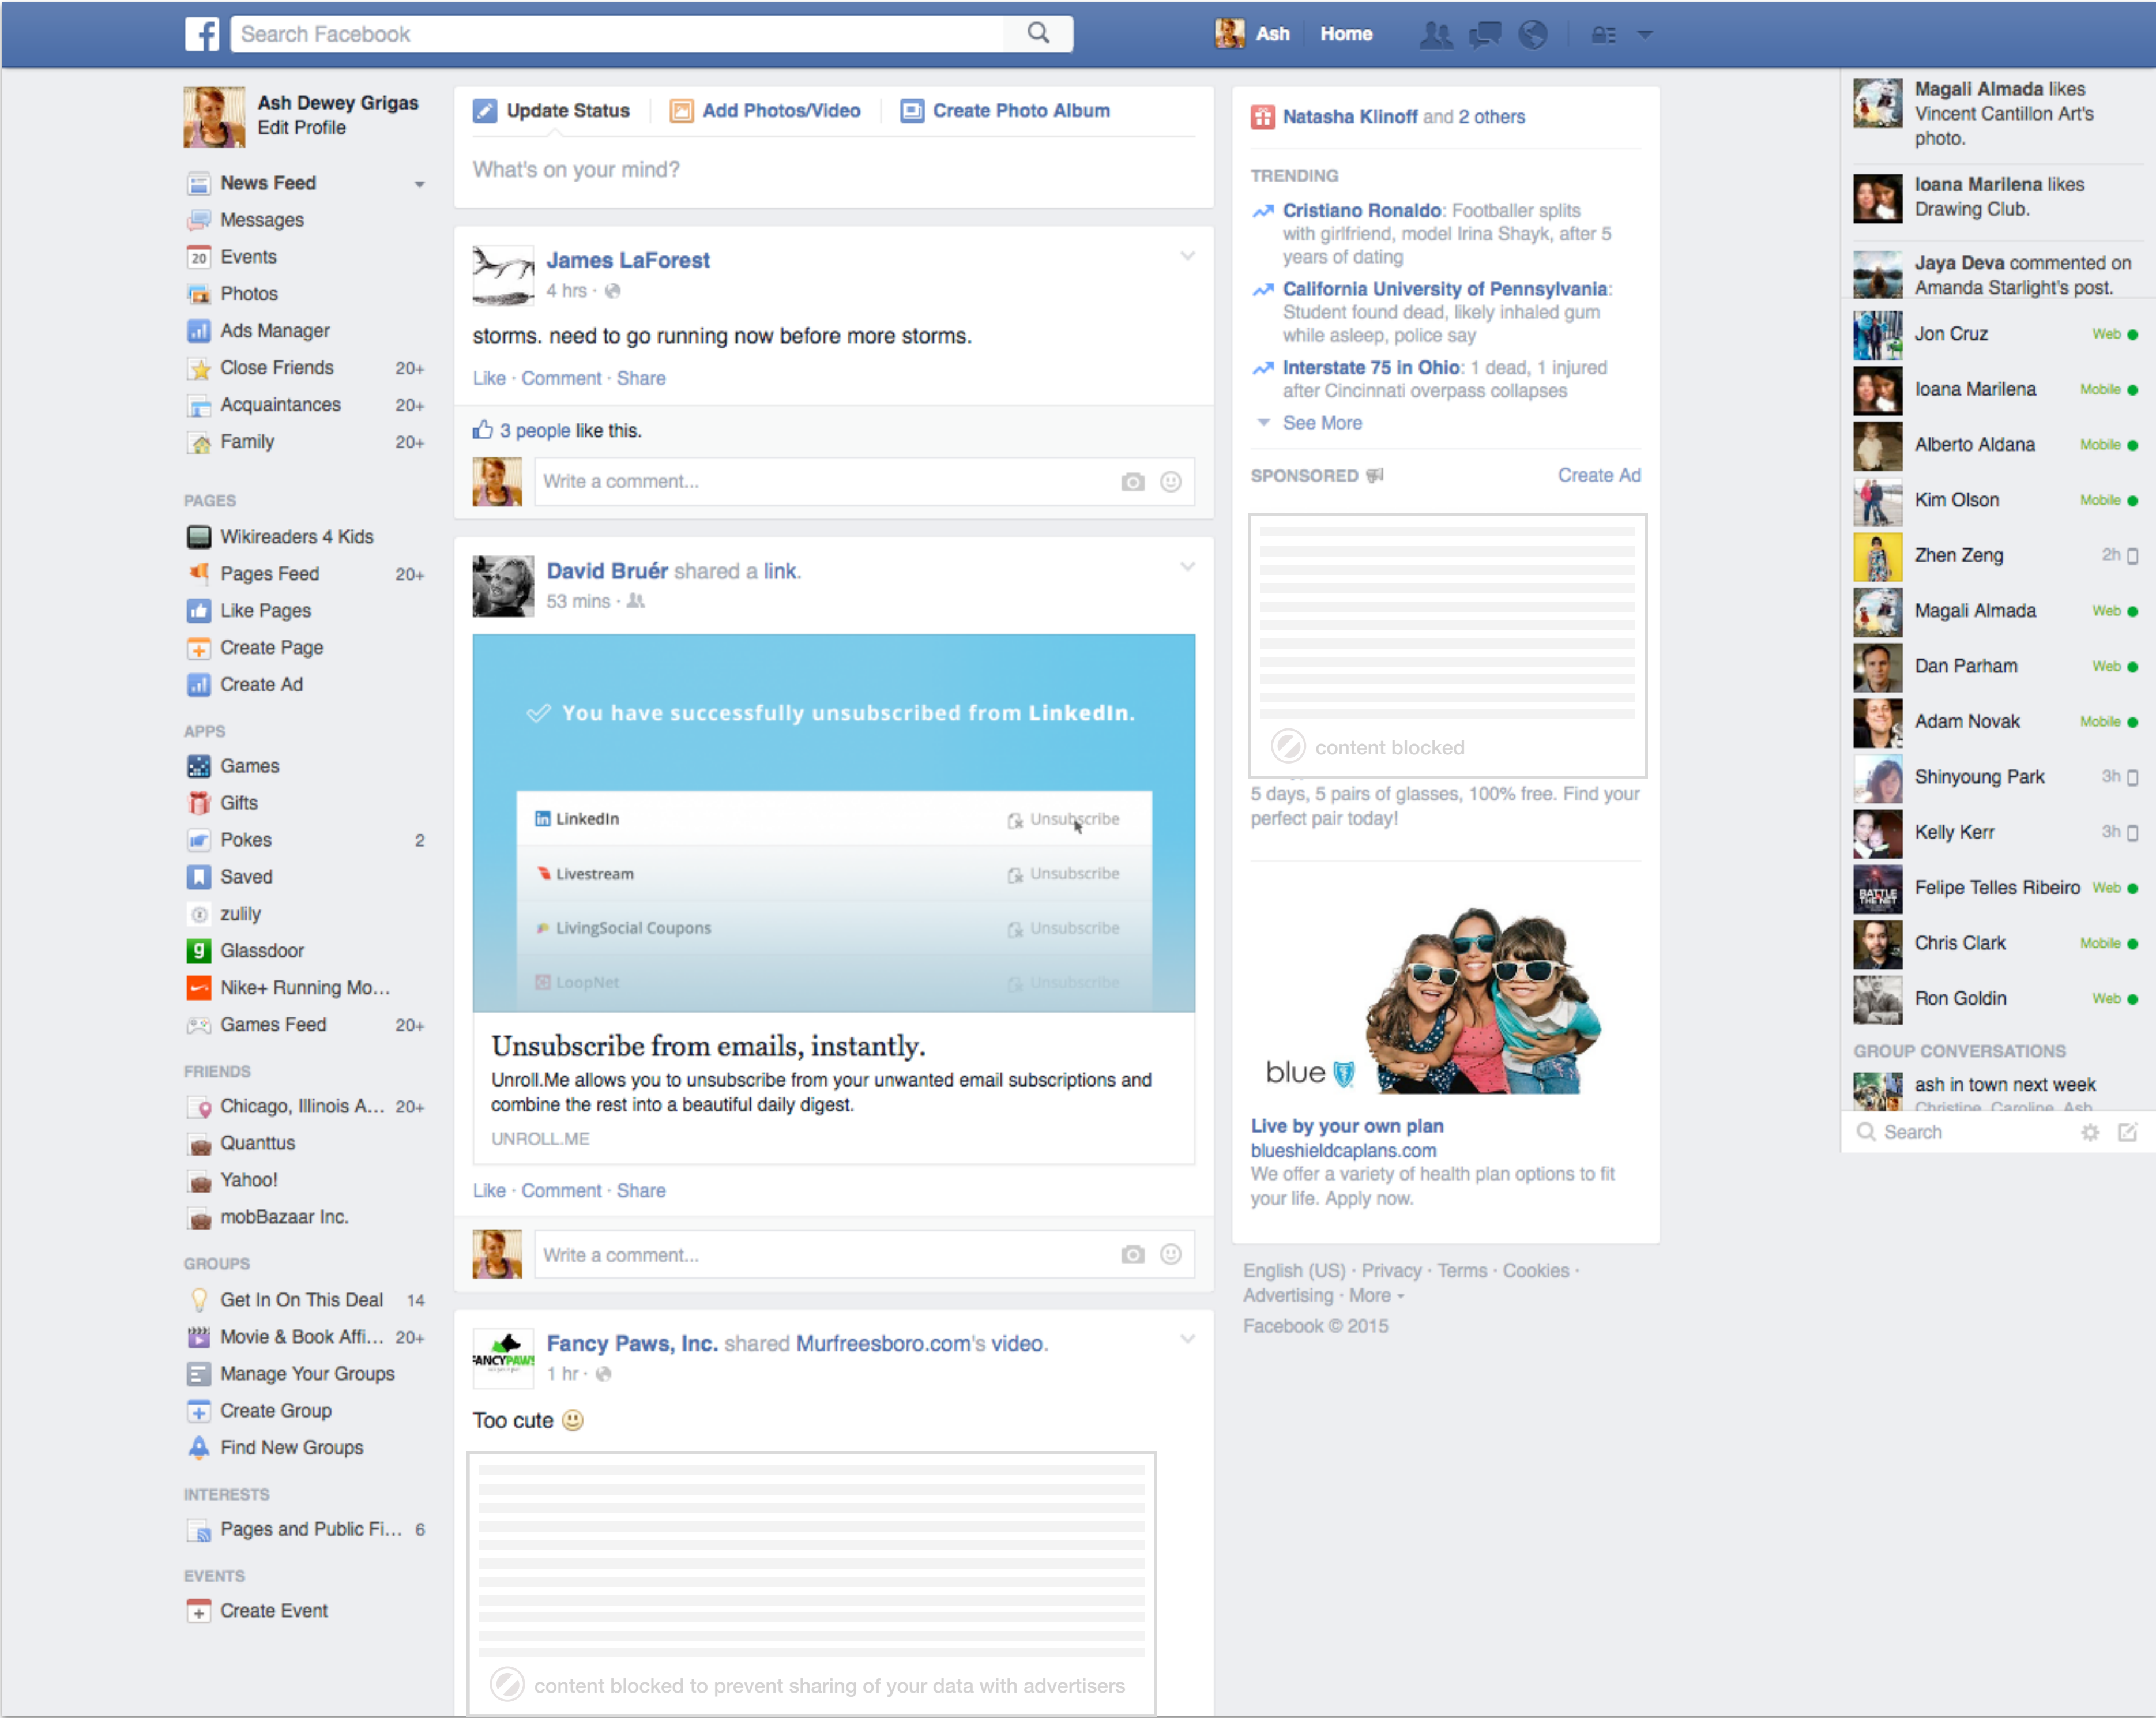 Search Facebook
Ash
Home
Ash Dewey Grigas
Edit Profile
News Feed
Messages
20 Events
Photos
Ads Manager
Close Friends 20+
Acquaintances 20+
Family 20+
PAGES
Wikireaders 4 Kids
Pages Feed 20+
Like Pages
Create Page
Create Ad
APPS
Games
Gifts
Pokes 2
Saved
zulily
g Glassdoor
Nike+ Running Mo...
Games Feed 20+
FRIENDS
Chicago, Illinois A... 20+
Quanttus
Yahoo!
mobBazaar Inc.
GROUPS
Get In On This Deal 14
Movie & Book Affi... 20+
Manage Your Groups
Create Group
Find New Groups
INTERESTS
Pages and Public Fi... 6
EVENTS
Create Event
Update Status
Add Photos/Video
Create Photo Album
What's on your mind?
James LaForest
4 hrs ·
storms. need to go running now before more storms.
Like · Comment · Share
3 people like this.
Write a comment...
David Bruér shared a link.
53 mins ·
You have successfully unsubscribed from LinkedIn.
in LinkedIn Unsubscribe
Livestream Unsubscribe
LivingSocial Coupons Unsubscribe
LoopNet Unsubscribe
Unsubscribe from emails, instantly.
Unroll.Me allows you to unsubscribe from your unwanted email subscriptions and
combine the rest into a beautiful daily digest.
UNROLL.ME
Like · Comment · Share
Write a comment...
FANCYPAWS
Fancy Paws, Inc. shared Murfreesboro.com's video.
1 hr ·
Too cute
content blocked to prevent sharing of your data with advertisers
Natasha Klinoff and 2 others
TRENDING
Cristiano Ronaldo: Footballer splits
with girlfriend, model Irina Shayk, after 5
years of dating
California University of Pennsylvania:
Student found dead, likely inhaled gum
while asleep, police say
Interstate 75 in Ohio: 1 dead, 1 injured
after Cincinnati overpass collapses
See More
SPONSORED
Create Ad
content blocked
5 days, 5 pairs of glasses, 100% free. Find your
perfect pair today!
blue
Live by your own plan
blueshieldcaplans.com
We offer a variety of health plan options to fit
your life. Apply now.
English (US) · Privacy · Terms · Cookies ·
Advertising · More
Facebook © 2015
Magali Almada likes
Vincent Cantillon Art's
photo.
Ioana Marilena likes
Drawing Club.
Jaya Deva commented on
Amanda Starlight's post.
Jon Cruz Web
Ioana Marilena Mobile
Alberto Aldana Mobile
Kim Olson Mobile
Zhen Zeng 2h
Magali Almada Web
Dan Parham Web
Adam Novak Mobile
Shinyoung Park 3h
Kelly Kerr 3h
BATTLE
THE NET
Felipe Telles Ribeiro Web
Chris Clark Mobile
Ron Goldin Web
GROUP CONVERSATIONS
ash in town next week
Christine, Caroline, Ash
Search